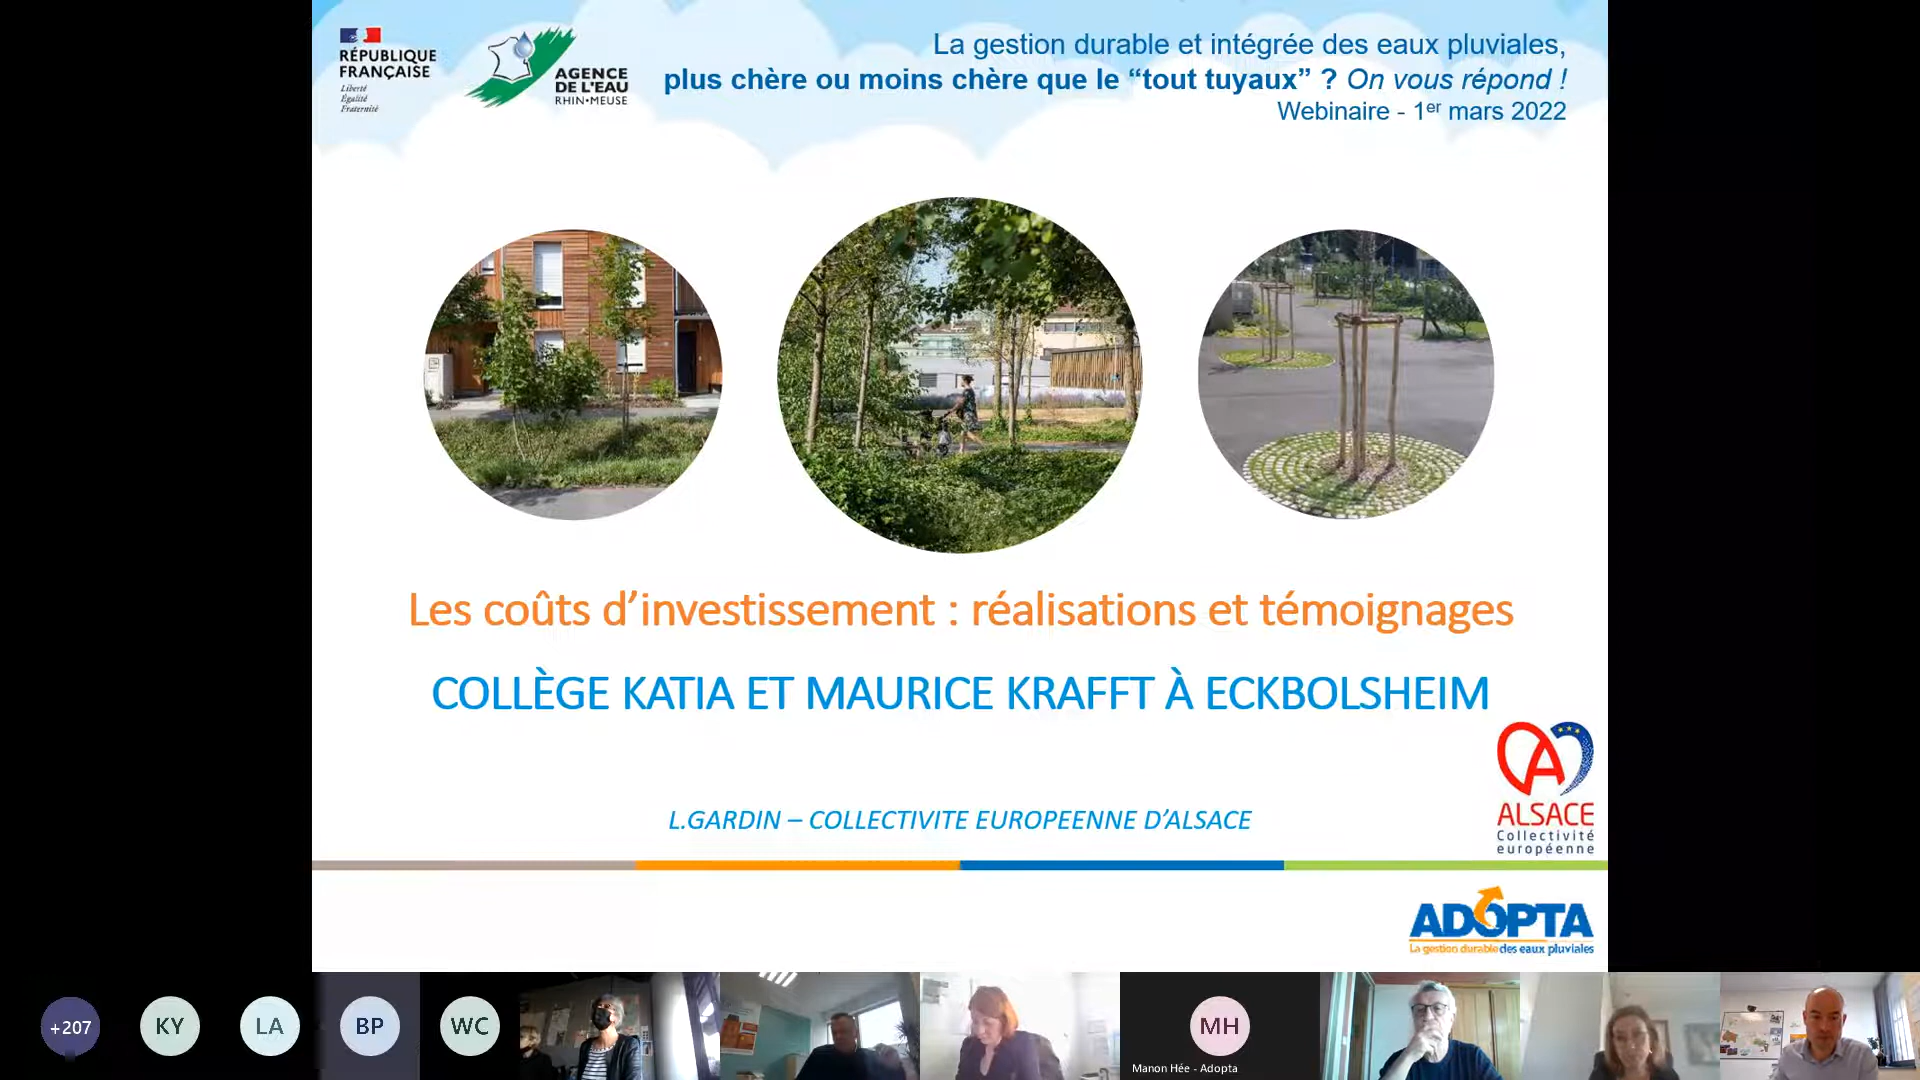 RÉPUBLIQUE
FRANÇAISE
Liberté
Égalité
Fraternité
AGENCE
DE L'EAU
RHIN•MEUSE
La gestion durable et intégrée des eaux pluviales,
plus chère ou moins chère que le “tout tuyaux” ? On vous répond !
Webinaire - 1er mars 2022
Les coûts d’investissement : réalisations et témoignages
COLLÈGE KATIA ET MAURICE KRAFFT À ECKBOLSHEIM
L.GARDIN – COLLECTIVITE EUROPEENNE D’ALSACE
ALSACE
Collectivité
européenne
ADOPTA
La gestion durable des eaux pluviales
+207
KY
LA
BP
WC
MH
Manon Hée - Adopta